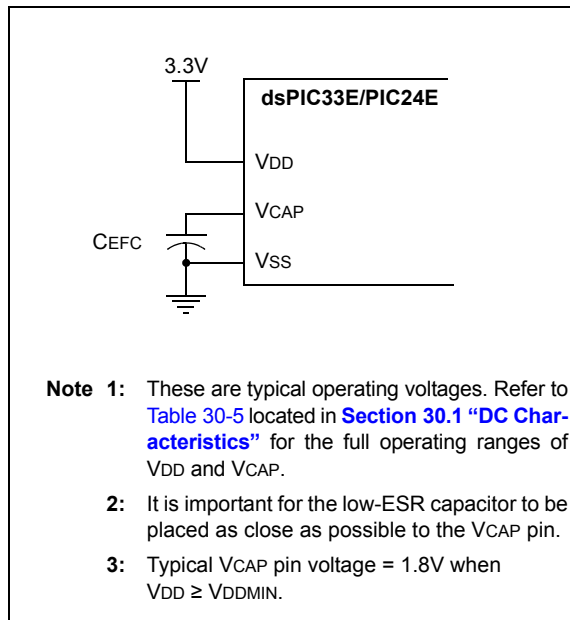 3.3V
dsPIC33E/PIC24E
VDD
VCAP
CEFC
VSS
Note 1: These are typical operating voltages. Refer to
Table 30-5 located in Section 30.1 “DC Char-
acteristics” for the full operating ranges of
VDD and VCAP.
2: It is important for the low-ESR capacitor to be
placed as close as possible to the VCAP pin.
3: Typical VCAP pin voltage = 1.8V when
VDD ≥ VDDMIN.